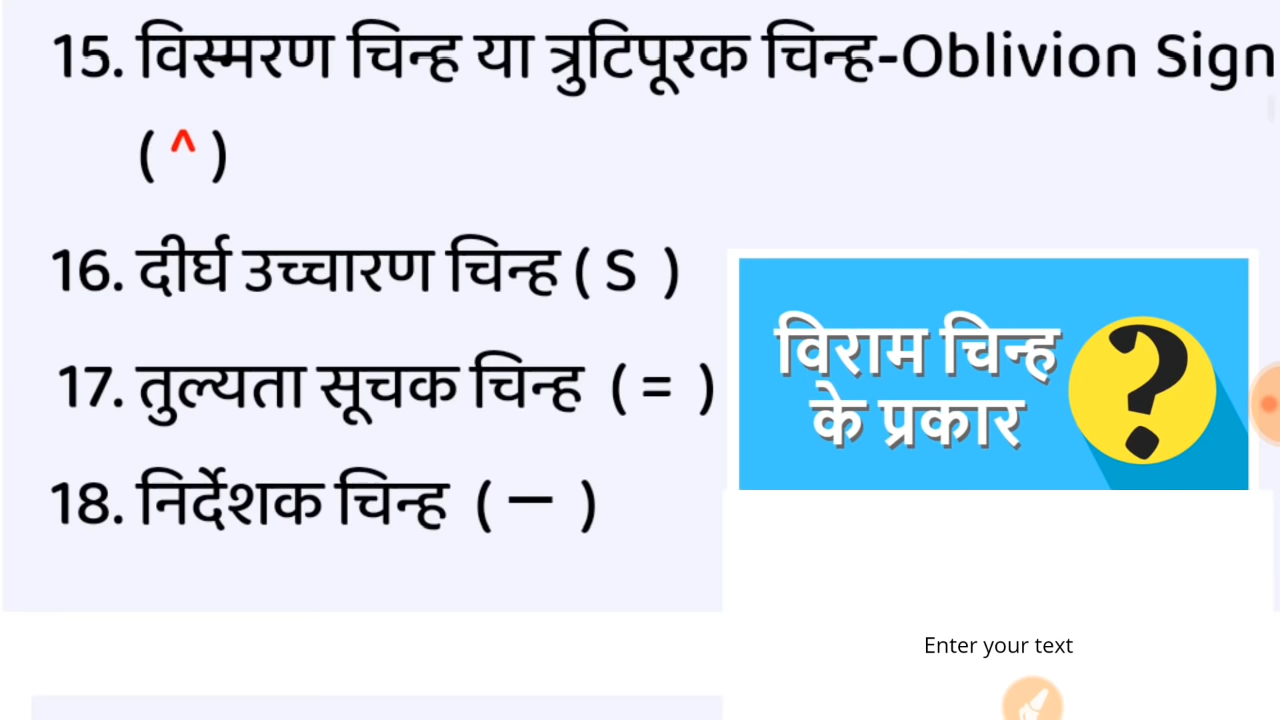 15. विस्मरण चिन्ह या त्रुटिपूरक चिन्ह-Oblivion Sign
( ^ )
16. दीर्घ उच्चारण चिन्ह ( S )
17. तुल्यता सूचक चिन्ह ( = )
18. निर्देशक चिन्ह ( — )
विराम चिन्ह
के प्रकार
?
Enter your text